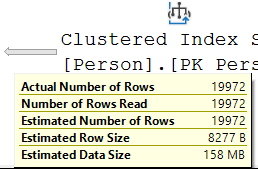 Clustered Index S
[Person].[PK Pers
Actual Number of Rows 19972
Number of Rows Read 19972
Estimated Number of Rows 19972
Estimated Row Size 8277 B
Estimated Data Size 158 MB